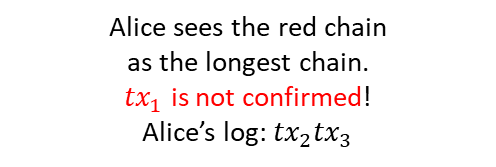 Alice sees the red chain
as the longest chain.
𝑡𝑥₁ is not confirmed!
Alice’s log: 𝑡𝑥₂𝑡𝑥₃